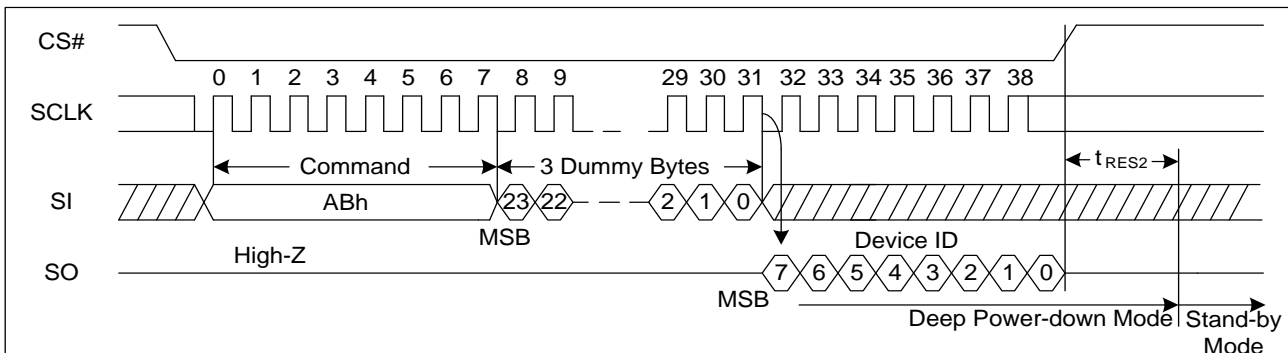 CS#
0 1 2 3 4 5 6 7 8 9 29 30 31 32 33 34 35 36 37 38
SCLK
Command 3 Dummy Bytes tRES2
SI ABh 23 22 2 1 0
MSB Device ID
High-Z
SO 7 6 5 4 3 2 1 0
MSB
Deep Power-down Mode Stand-by
Mode